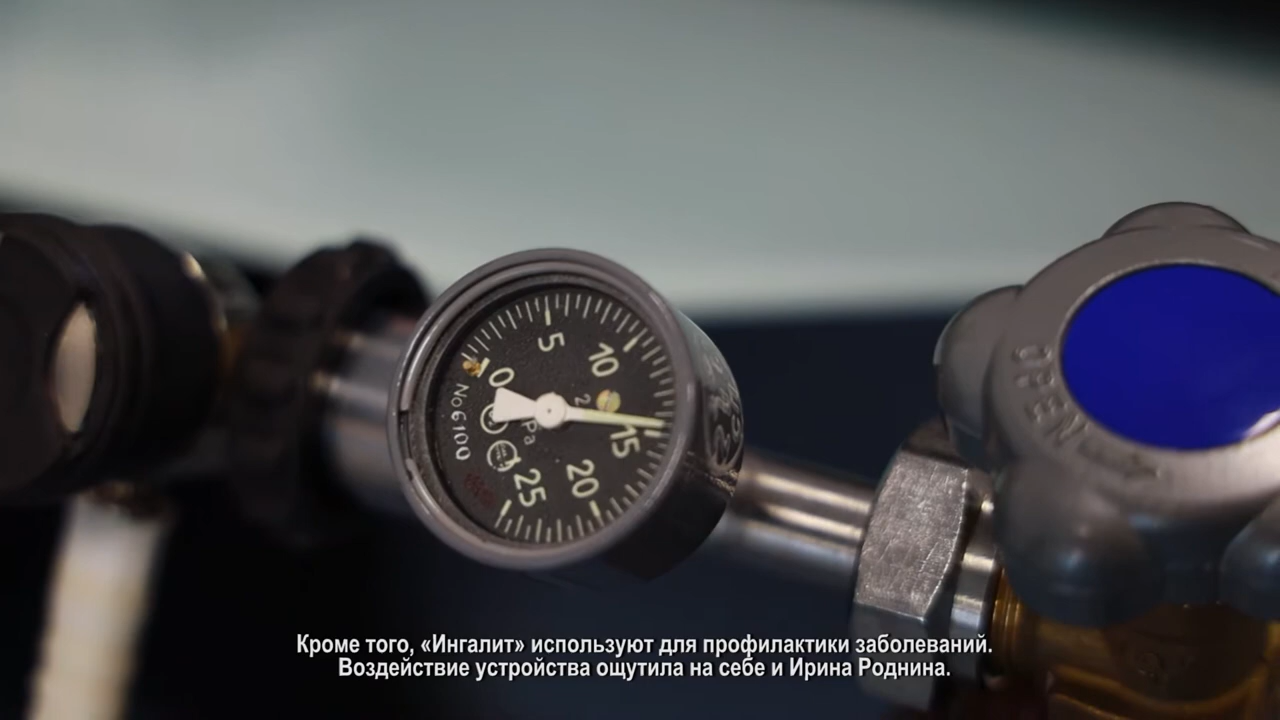 5
10
0
15
20
25
No6100
OPEN
Кроме того, «Ингалит» используют для профилактики заболеваний.
Воздействие устройства ощутила на себе и Ирина Роднина.